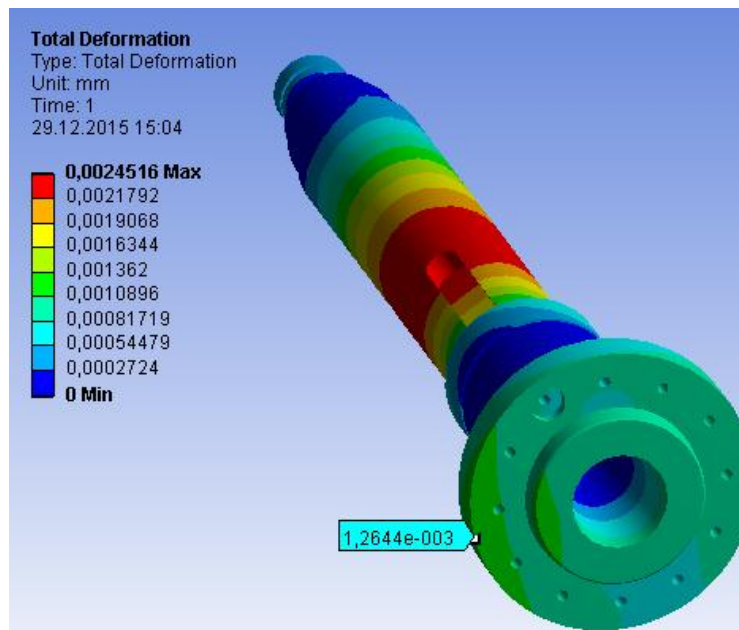 Total Deformation
Type: Total Deformation
Unit: mm
Time: 1
29.12.2015 15:04
0,0024516 Max
0,0021792
0,0019068
0,0016344
0,001362
0,0010896
0,00081719
0,00054479
0,0002724
0 Min
1,2644e-003